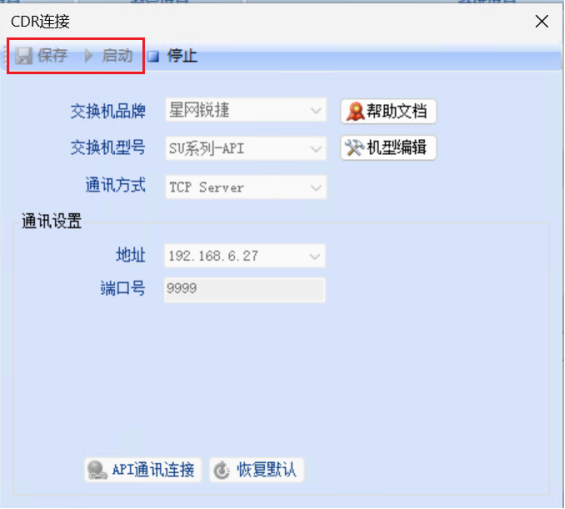 CDR连接
保存 启动 停止
交换机品牌 星网锐捷 帮助文档
交换机型号 SU系列-API 机型编辑
通讯方式 TCP Server
通讯设置
地址 192.168.6.27
端口号 9999
API通讯连接 恢复默认